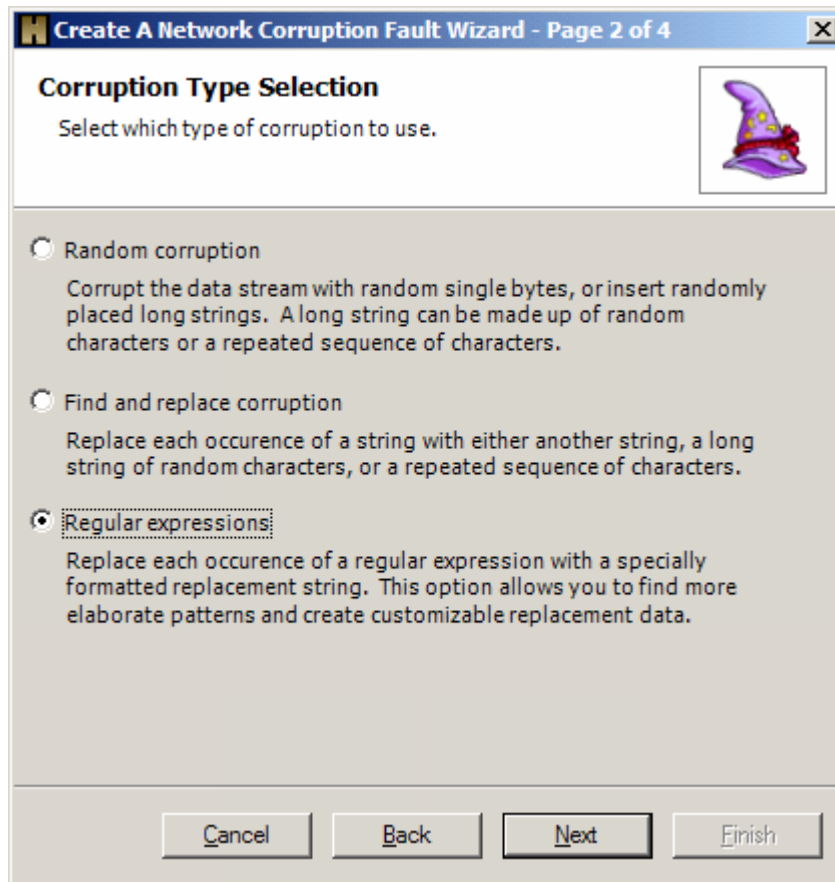 Create A Network Corruption Fault Wizard - Page 2 of 4
Corruption Type Selection
Select which type of corruption to use.
Random corruption
Corrupt the data stream with random single bytes, or insert randomly
placed long strings. A long string can be made up of random
characters or a repeated sequence of characters.
Find and replace corruption
Replace each occurence of a string with either another string, a long
string of random characters, or a repeated sequence of characters.
Regular expressions
Replace each occurence of a regular expression with a specially
formatted replacement string. This option allows you to find more
elaborate patterns and create customizable replacement data.
Cancel Back Next Finish